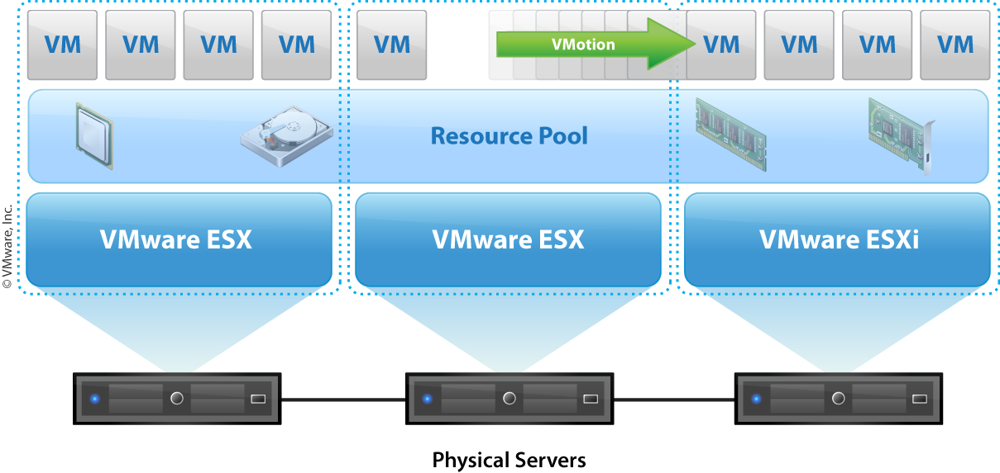 VM VM VM VM VM VMotion VM VM VM VM
Resource Pool
VMware ESX VMware ESX VMware ESXi
© VMware, Inc.
Physical Servers